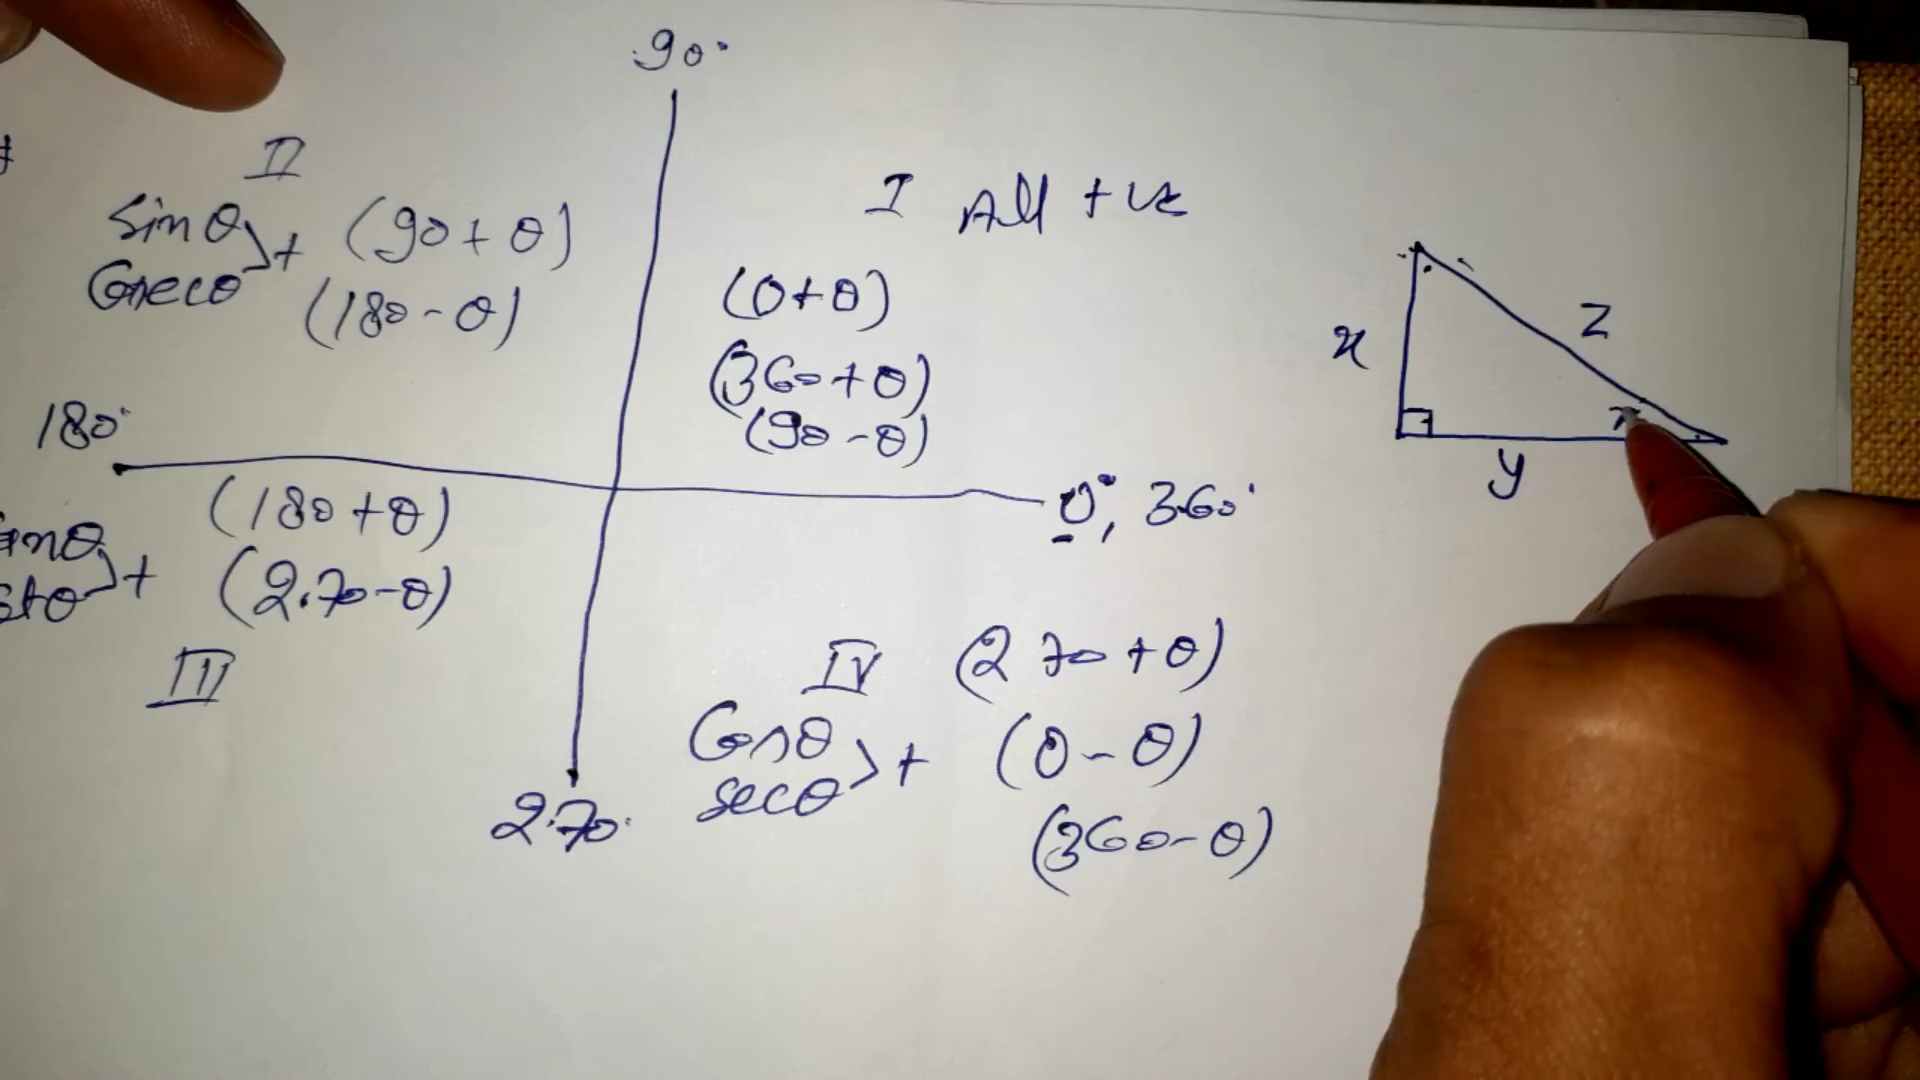 90°
II
sinθ
cosecθ > + (90+θ)
(180-θ)
I All +ve
(0+θ)
(360+θ)
(90-θ)
180°
0°, 360°
x
z
y
(180+θ)
+ (270-θ)
III
IV (270+θ)
cosθ
secθ > + (0-θ)
(360-θ)
270°